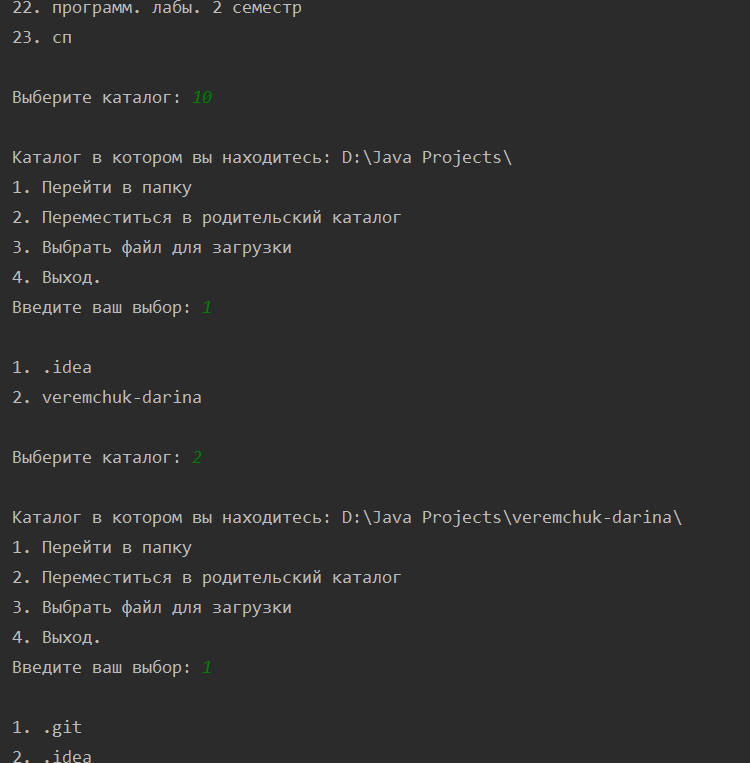 22. программ. лабы. 2 семестр
23. сп
Выберите каталог: 10
Каталог в котором вы находитесь: D:\Java Projects\
1. Перейти в папку
2. Переместиться в родительский каталог
3. Выбрать файл для загрузки
4. Выход.
Введите ваш выбор: 1
1. .idea
2. veremchuk-darina
Выберите каталог: 2
Каталог в котором вы находитесь: D:\Java Projects\veremchuk-darina\
1. Перейти в папку
2. Переместиться в родительский каталог
3. Выбрать файл для загрузки
4. Выход.
Введите ваш выбор: 1
1. .git
2. .idea